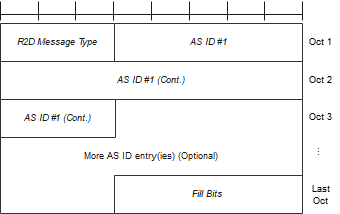 R2D Message Type AS ID #1 Oct 1
AS ID #1 (Cont.) Oct 2
AS ID #1 (Cont.) Oct 3
More AS ID entry(ies) (Optional) ⋮
Fill Bits Last
Oct